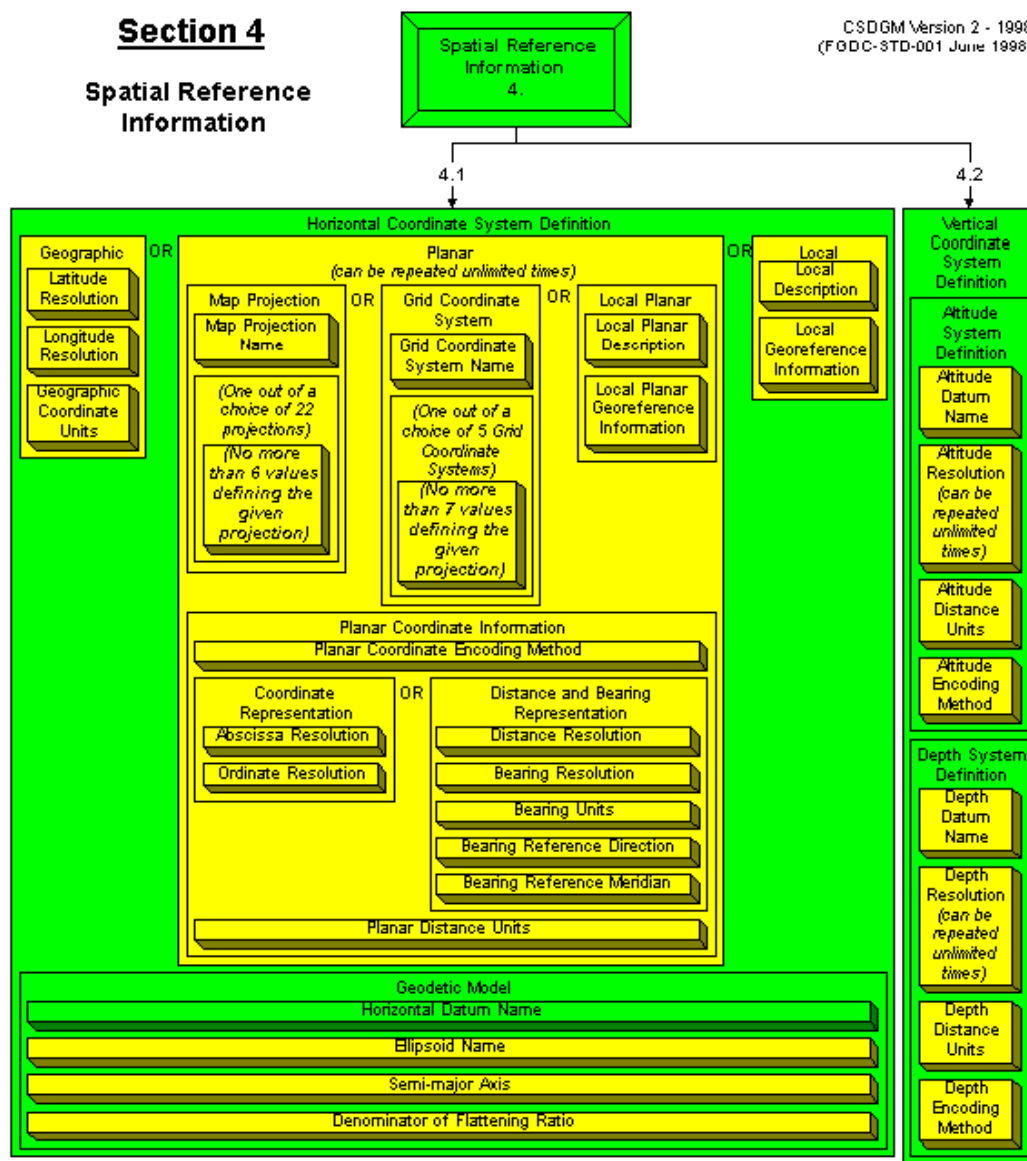 Section 4
Spatial Reference
Information
Spatial Reference
Information
4.
CSDGM Version 2 - 1998
(FGDC-STD-001 June 1998
4.1
4.2
Horizontal Coordinate System Definition
Geographic
Latitude
Resolution
Longitude
Resolution
Geographic
Coordinate
Units
OR
Planar
(can be repeated unlimited times)
Map Projection
Map Projection
Name
(One out of a
choice of 22
projections)
(No more
than 6 values
defining the
given
projection)
OR
Grid Coordinate
System
Grid Coordinate
System Name
(One out of a
choice of 5 Grid
Coordinate
Systems)
(No more
than 7 values
defining the
given
projection)
OR
Local Planar
Local Planar
Description
Local Planar
Georeference
Information
Planar Coordinate Information
Planar Coordinate Encoding Method
Coordinate
Representation
Abscissa Resolution
Ordinate Resolution
OR
Distance and Bearing
Representation
Distance Resolution
Bearing Resolution
Bearing Units
Bearing Reference Direction
Bearing Reference Meridian
Planar Distance Units
OR
Local
Local
Description
Local
Georeference
Information
Geodetic Model
Horizontal Datum Name
Ellipsoid Name
Semi-major Axis
Denominator of Flattening Ratio
Vertical
Coordinate
System
Definition
Altitude
System
Definition
Altitude
Datum
Name
Altitude
Resolution
(can be
repeated
unlimited
times)
Altitude
Distance
Units
Altitude
Encoding
Method
Depth System
Definition
Depth
Datum
Name
Depth
Resolution
(can be
repeated
unlimited
times)
Depth
Distance
Units
Depth
Encoding
Method